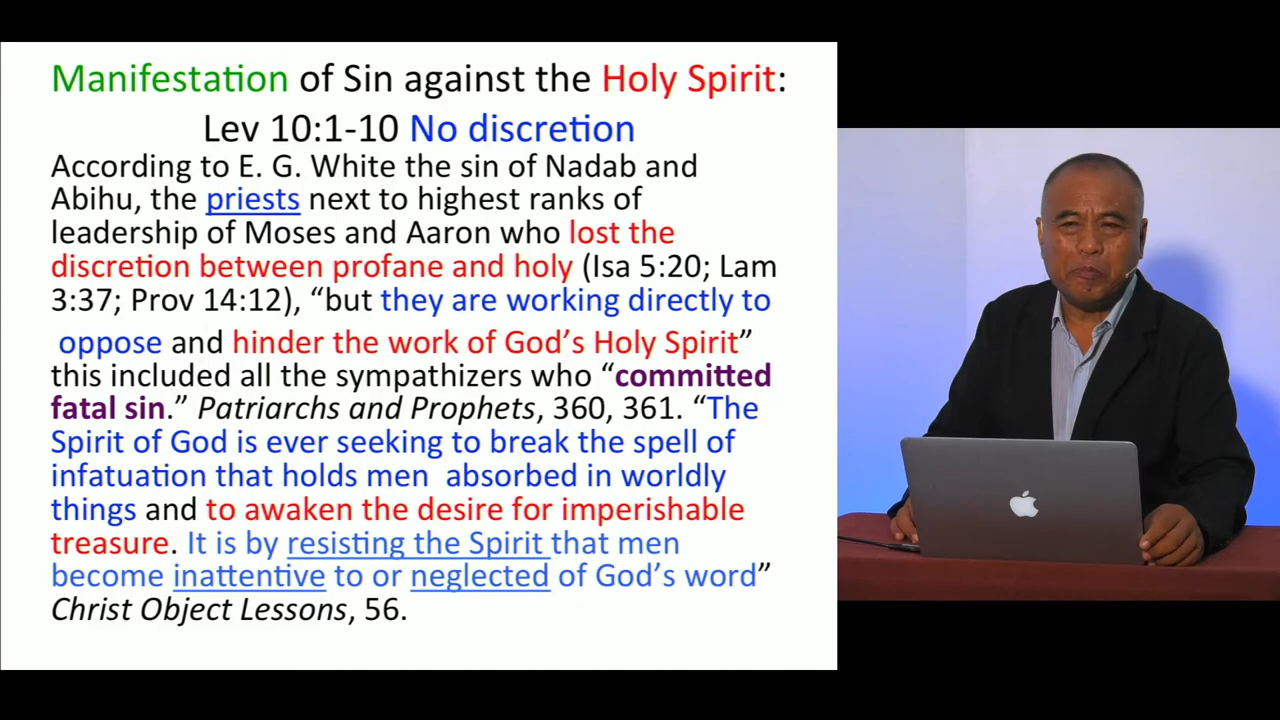 Manifestation of Sin against the Holy Spirit:
Lev 10:1-10 No discretion
According to E. G. White the sin of Nadab and
Abihu, the priests next to highest ranks of
leadership of Moses and Aaron who lost the
discretion between profane and holy (Isa 5:20; Lam
3:37; Prov 14:12), “but they are working directly to
oppose and hinder the work of God’s Holy Spirit”
this included all the sympathizers who “committed
fatal sin.” Patriarchs and Prophets, 360, 361. “The
Spirit of God is ever seeking to break the spell of
infatuation that holds men absorbed in worldly
things and to awaken the desire for imperishable
treasure. It is by resisting the Spirit that men
become inattentive to or neglected of God’s word”
Christ Object Lessons, 56.